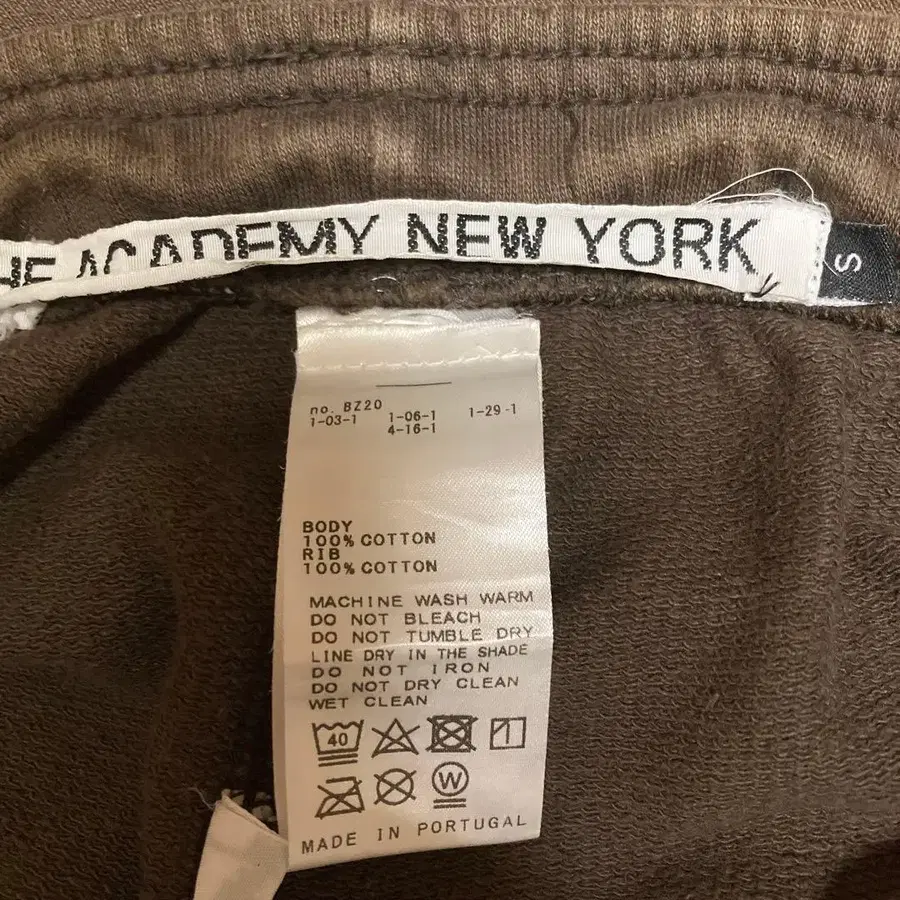 HE ACADEMY NEW YORK
S
no. BZ20
1-03-1 1-06-1 1-29-1
4-16-1
BODY
100% COTTON
RIB
100% COTTON
MACHINE WASH WARM
DO NOT BLEACH
DO NOT TUMBLE DRY
LINE DRY IN THE SHADE
DO NOT IRON
DO NOT DRY CLEAN
WET CLEAN
40
W
MADE IN PORTUGAL